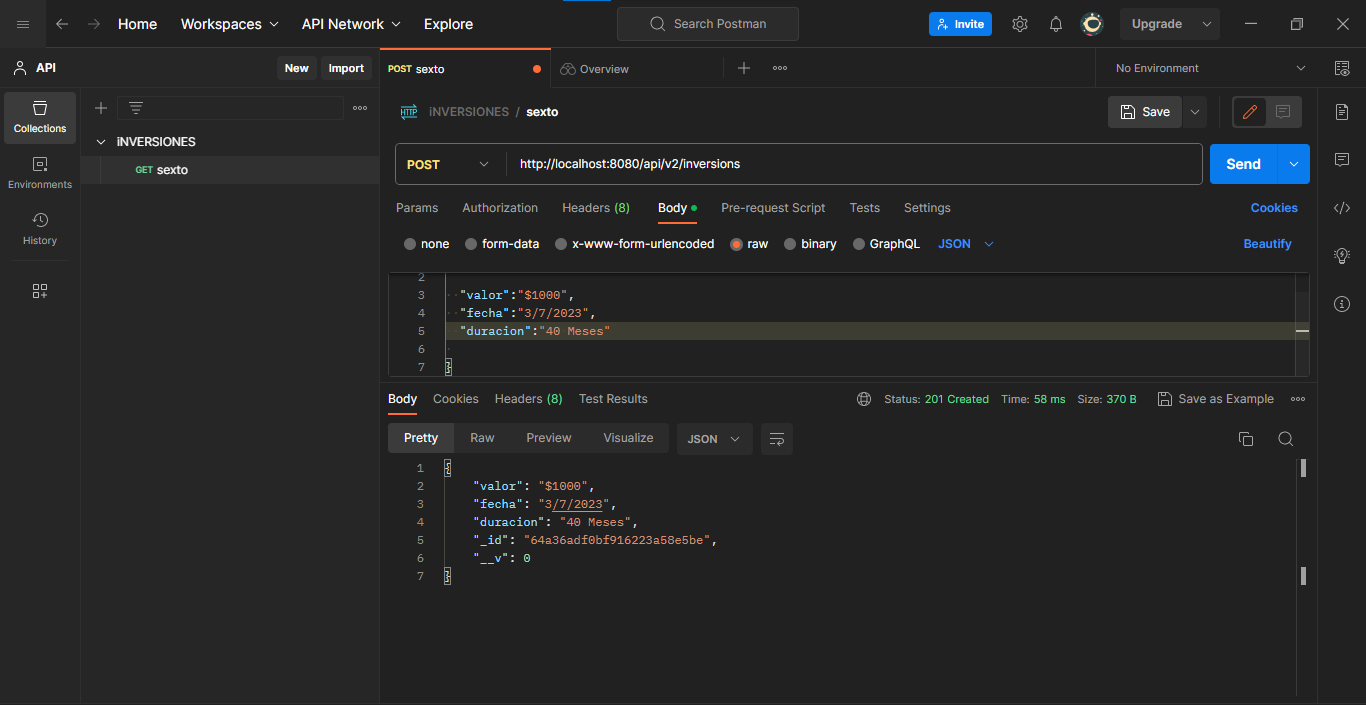 Home Workspaces API Network Explore Search Postman Invite Upgrade
API New Import POST sexto Overview No Environment
Collections
Environments
History
iNVERSIONES
GET sexto
HTTP iNVERSIONES / sexto Save
POST http://localhost:8080/api/v2/inversions Send
Params Authorization Headers (8) Body Pre-request Script Tests Settings Cookies
none form-data x-www-form-urlencoded raw binary GraphQL JSON Beautify
2
3 "valor":"$1000",
4 "fecha":"3/7/2023",
5 "duracion":"40 Meses"
6
7 }
Body Cookies Headers (8) Test Results Status: 201 Created Time: 58 ms Size: 370 B Save as Example
Pretty Raw Preview Visualize JSON
1 {
2 "valor": "$1000",
3 "fecha": "3/7/2023",
4 "duracion": "40 Meses",
5 "_id": "64a36adf0bf916223a58e5be",
6 "__v": 0
7 }